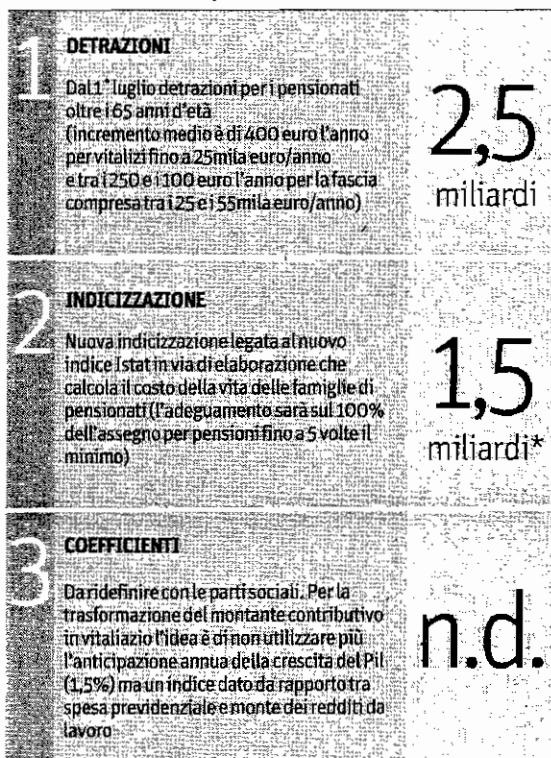 1
DETRAZIONI
Dal 1° luglio detrazioni per i pensionati
oltre i 65 anni d'età
(incremento medio è di 400 euro l'anno
per vitalizi fino a 25mila euro/anno
e tra i 250 e i 100 euro l'anno per la fascia
compresa tra i 25 e i 55mila euro/anno)
2,5
miliardi
2
INDICIZZAZIONE
Nuova indicizzazione legata al nuovo
indice Istat in via di elaborazione che
calcola il costo della vita delle famiglie di
pensionati (l'adeguamento sarà sul 100%
dell'assegno per pensioni fino a 5 volte il
minimo)
1,5
miliardi*
3
COEFFICIENTI
Da ridefinire con le parti sociali. Per la
trasformazione del montante contributivo
in vitaliazio l'idea è di non utilizzare più
l'anticipazione annua della crescita del Pil
(1,5%) ma un indice dato da rapporto tra
spesa previdenziale e monte dei redditi da
lavoro
n.d.